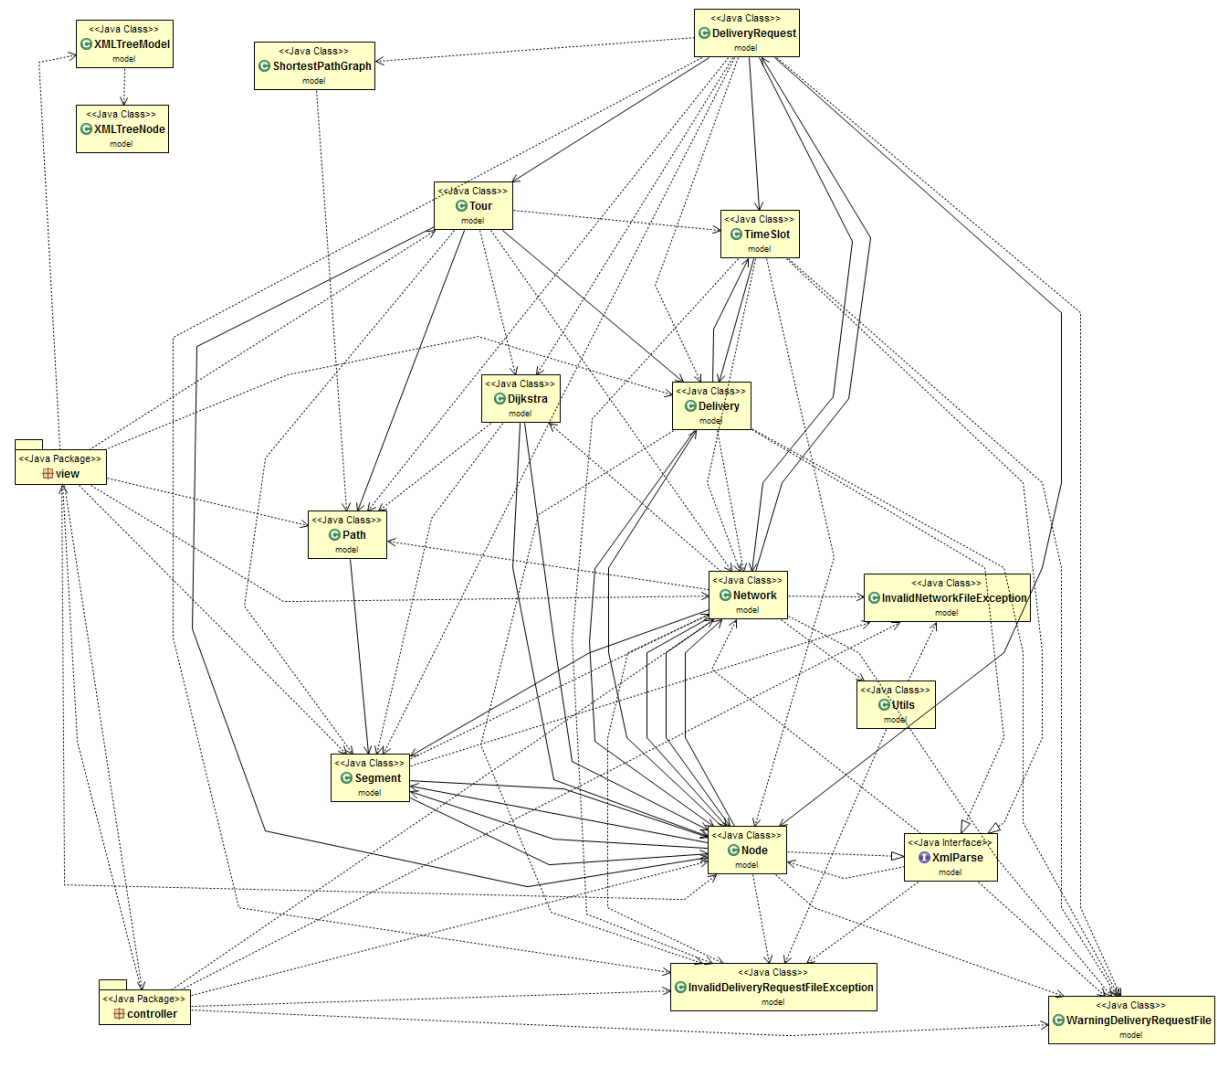 <<Java Class>>
XMLTreeModel
model
<<Java Class>>
DeliveryRequest
model
<<Java Class>>
ShortestPathGraph
model
<<Java Class>>
XMLTreeNode
model
<<Java Class>>
Tour
model
<<Java Class>>
TimeSlot
model
<<Java Class>>
Dijkstra
model
<<Java Class>>
Delivery
model
<<Java Package>>
view
<<Java Class>>
Path
model
<<Java Class>>
Network
model
<<Java Class>>
InvalidNetworkFileException
model
<<Java Class>>
Utils
model
<<Java Class>>
Segment
model
<<Java Class>>
Node
model
<<Java Interface>>
XmlParse
model
<<Java Class>>
InvalidDeliveryRequestFileException
model
<<Java Package>>
controller
<<Java Class>>
WarningDeliveryRequestFile
model